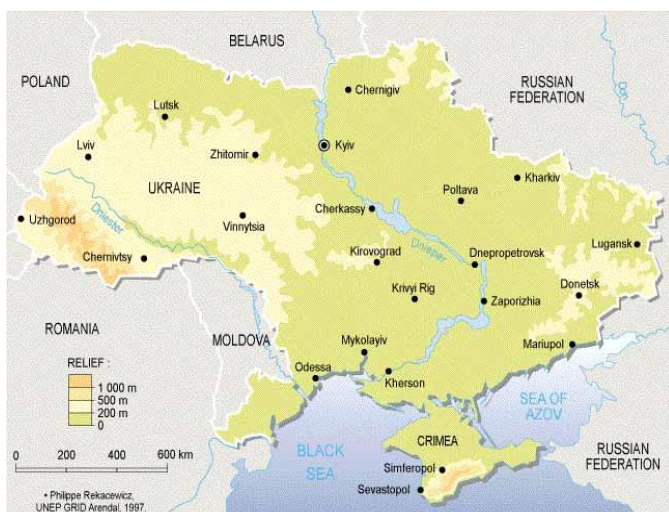 BELARUS
POLAND
RUSSIAN
FEDERATION
Don
Chernigiv
Lutsk
Kyiv
Lviv
Zhitomir
Kharkiv
UKRAINE
Poltava
Uzhgorod
Dniester
Vinnytsia
Cherkassy
Dnieper
Lugansk
Chernivtsy
Kirovograd
Dnepropetrovsk
Krivyi Rig
Donetsk
Zaporizhia
ROMANIA
MOLDOVA
Mykolayiv
Mariupol
RELIEF :
1 000 m
500 m
200 m
0
Odessa
Kherson
SEA OF
AZOV
CRIMEA
BLACK
SEA
RUSSIAN
FEDERATION
0 200 400 600 km
Simferopol
Sevastopol
• Philippe Rekacewicz,
UNEP GRID Arendal, 1997.